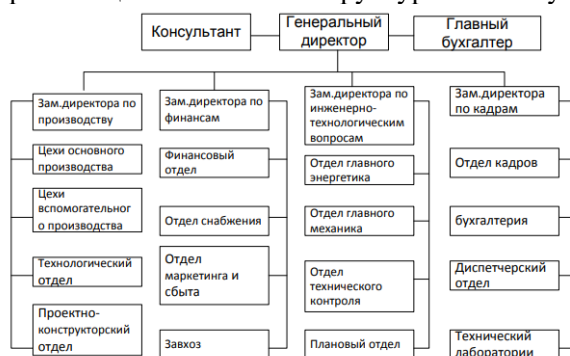 Консультант
Генеральный
директор
Главный
бухгалтер
Зам.директора по
производству
Цехи основного
производства
Цехи
вспомогательног
о производства
Технологический
отдел
Проектно-
конструкторский
отдел
Зам.директора по
финансам
Финансовый
отдел
Отдел снабжения
Отдел
маркетинга и
сбыта
Завхоз
Зам.директора по
инженерно-
технологическим
вопросам
Отдел главного
энергетика
Отдел главного
механика
Отдел
технического
контроля
Плановый отдел
Зам.директора
по кадрам
Отдел кадров
бухгалтерия
Диспетчерский
отдел
Технический
лаборатории